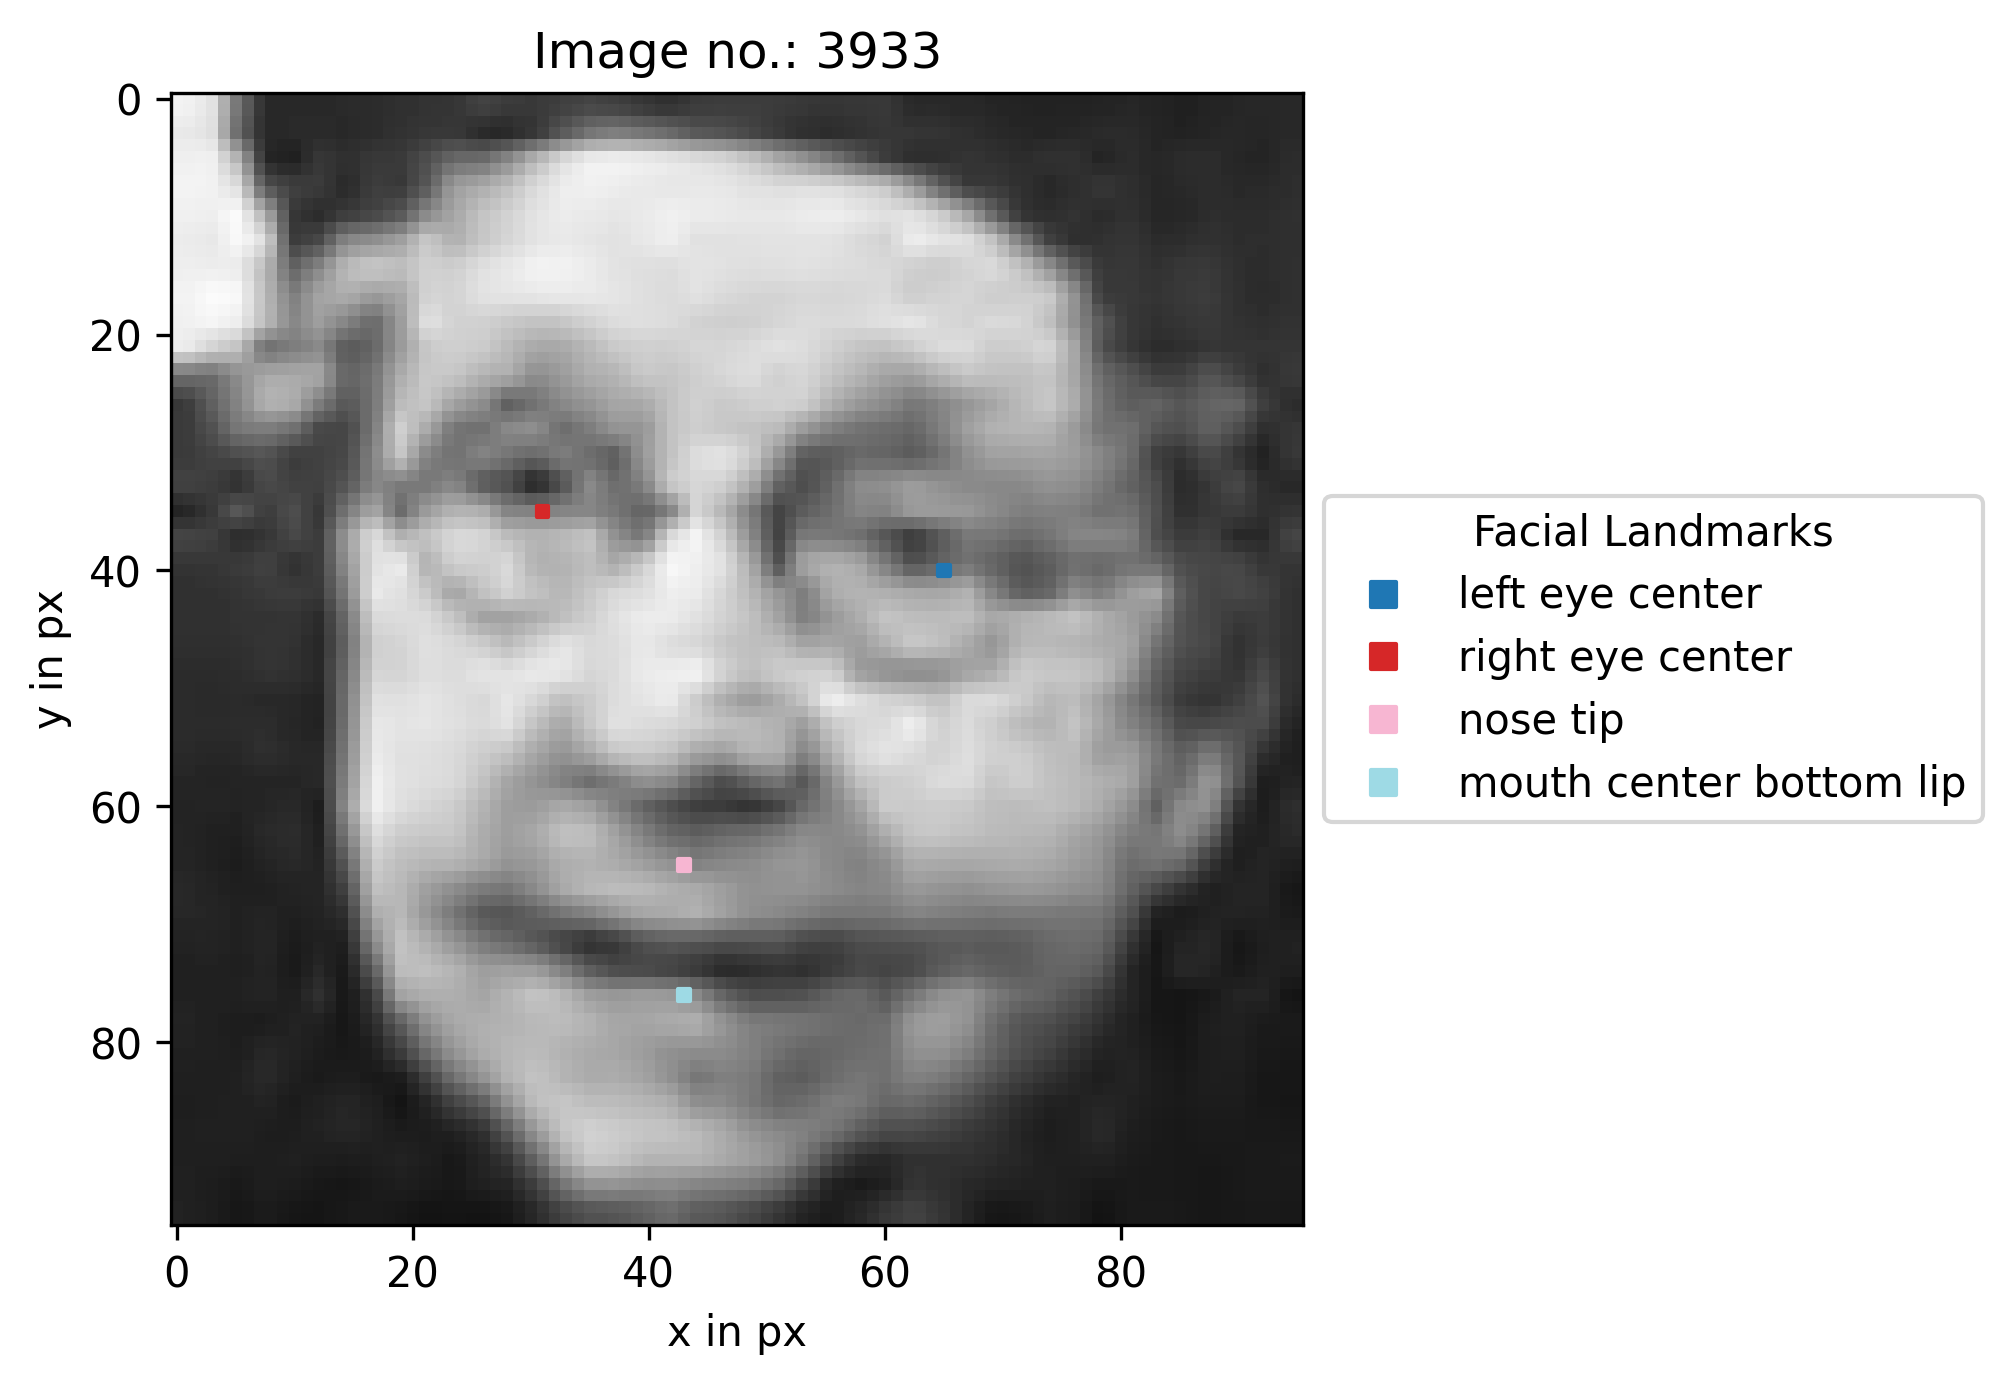 Image no.: 3933
0
20
40
60
80
y in px
0 20 40 60 80
x in px
Facial Landmarks
left eye center
right eye center
nose tip
mouth center bottom lip